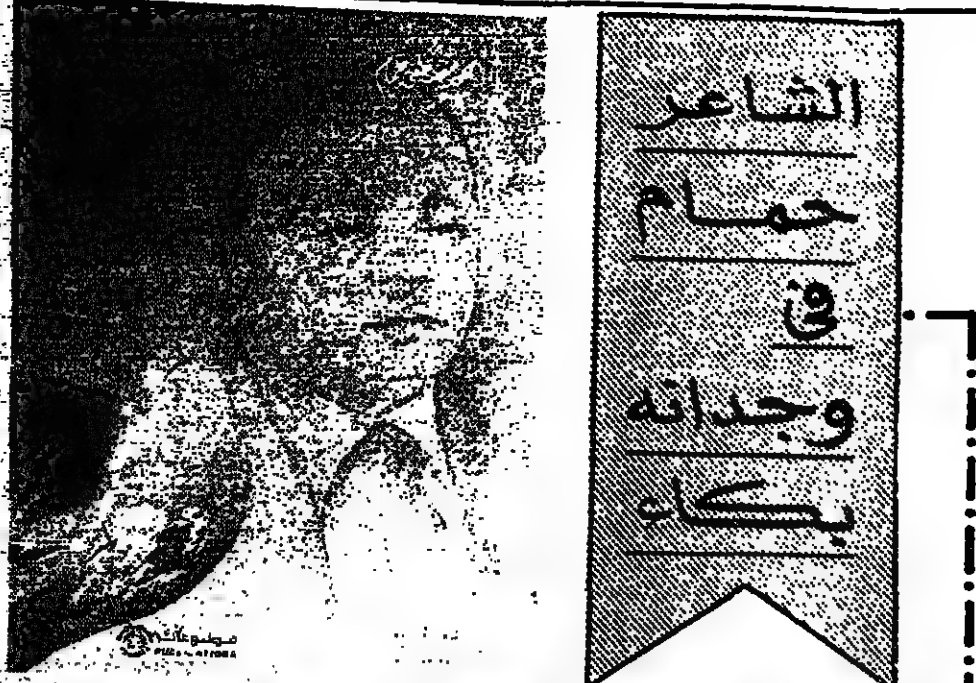 الشاعر
حمام
في
وجدانه
بكاء